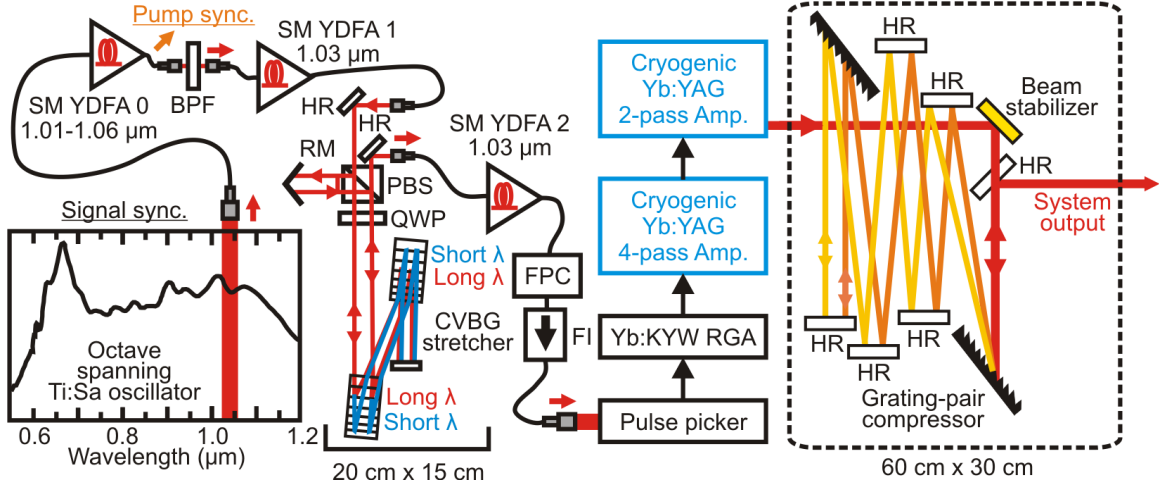 Pump sync.
SM YDFA 0
1.01-1.06 µm
BPF
SM YDFA 1
1.03 µm
HR
HR
RM
PBS
QWP
SM YDFA 2
1.03 µm
Signal sync.
Octave
spanning
Ti:Sa oscillator
0.6
0.8
1.0
1.2
Wavelength (µm)
Short λ
Long λ
CVBG
stretcher
Long λ
Short λ
20 cm x 15 cm
FPC
FI
Cryogenic
Yb:YAG
2-pass Amp.
Cryogenic
Yb:YAG
4-pass Amp.
Yb:KYW RGA
Pulse picker
HR
HR
Beam
stabilizer
HR
System
output
HR
HR
HR
Grating-pair
compressor
60 cm x 30 cm